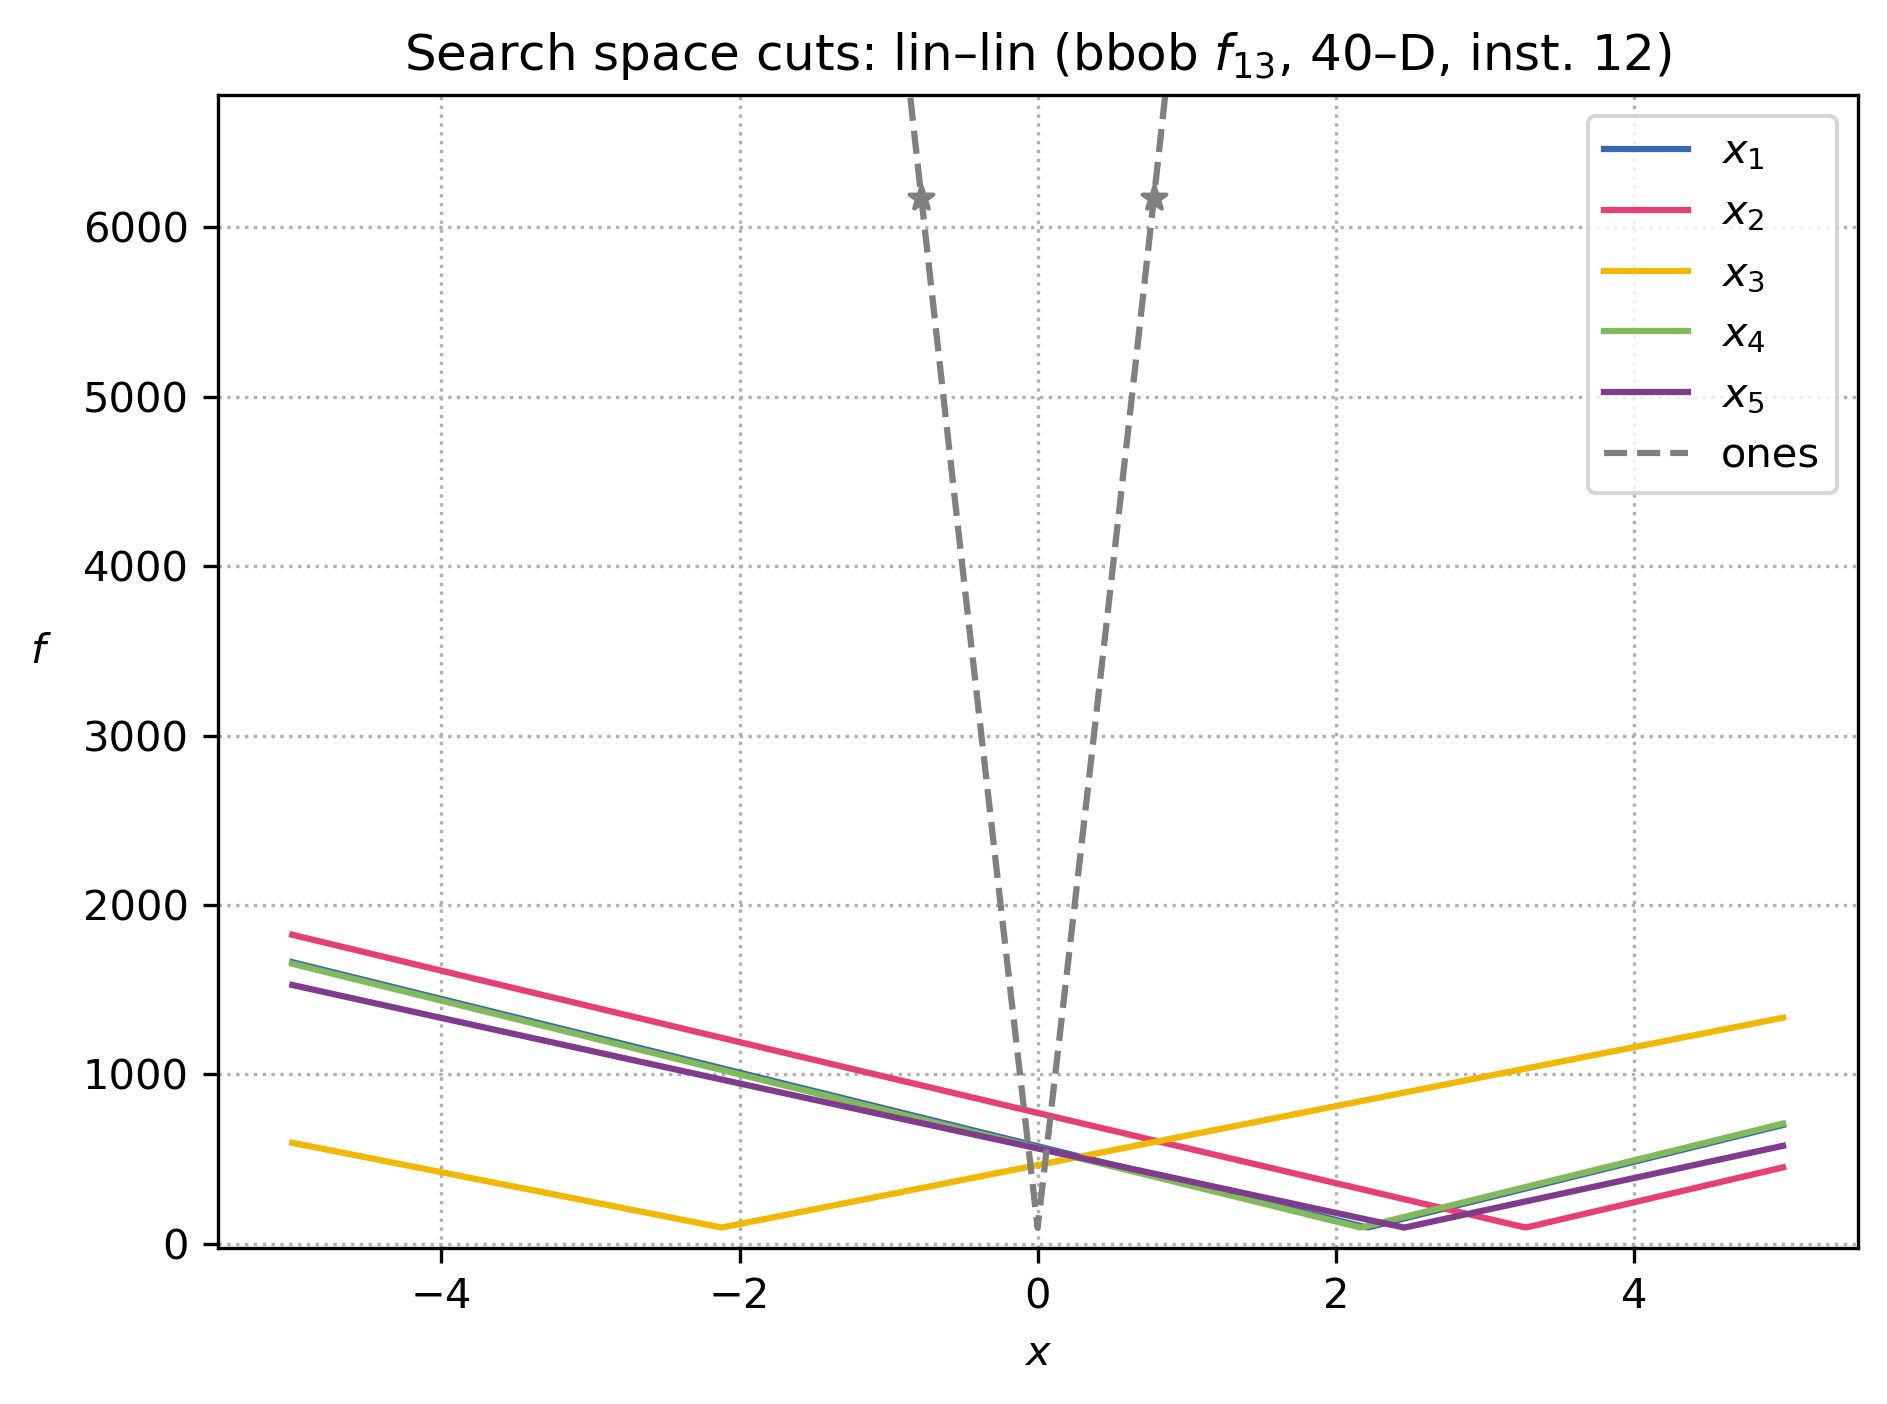 Search space cuts: lin–lin (bbob f₁₃, 40–D, inst. 12)
x₁
x₂
x₃
x₄
x₅
ones
6000
5000
4000
3000
2000
1000
0
f
−4
−2
0
2
4
x